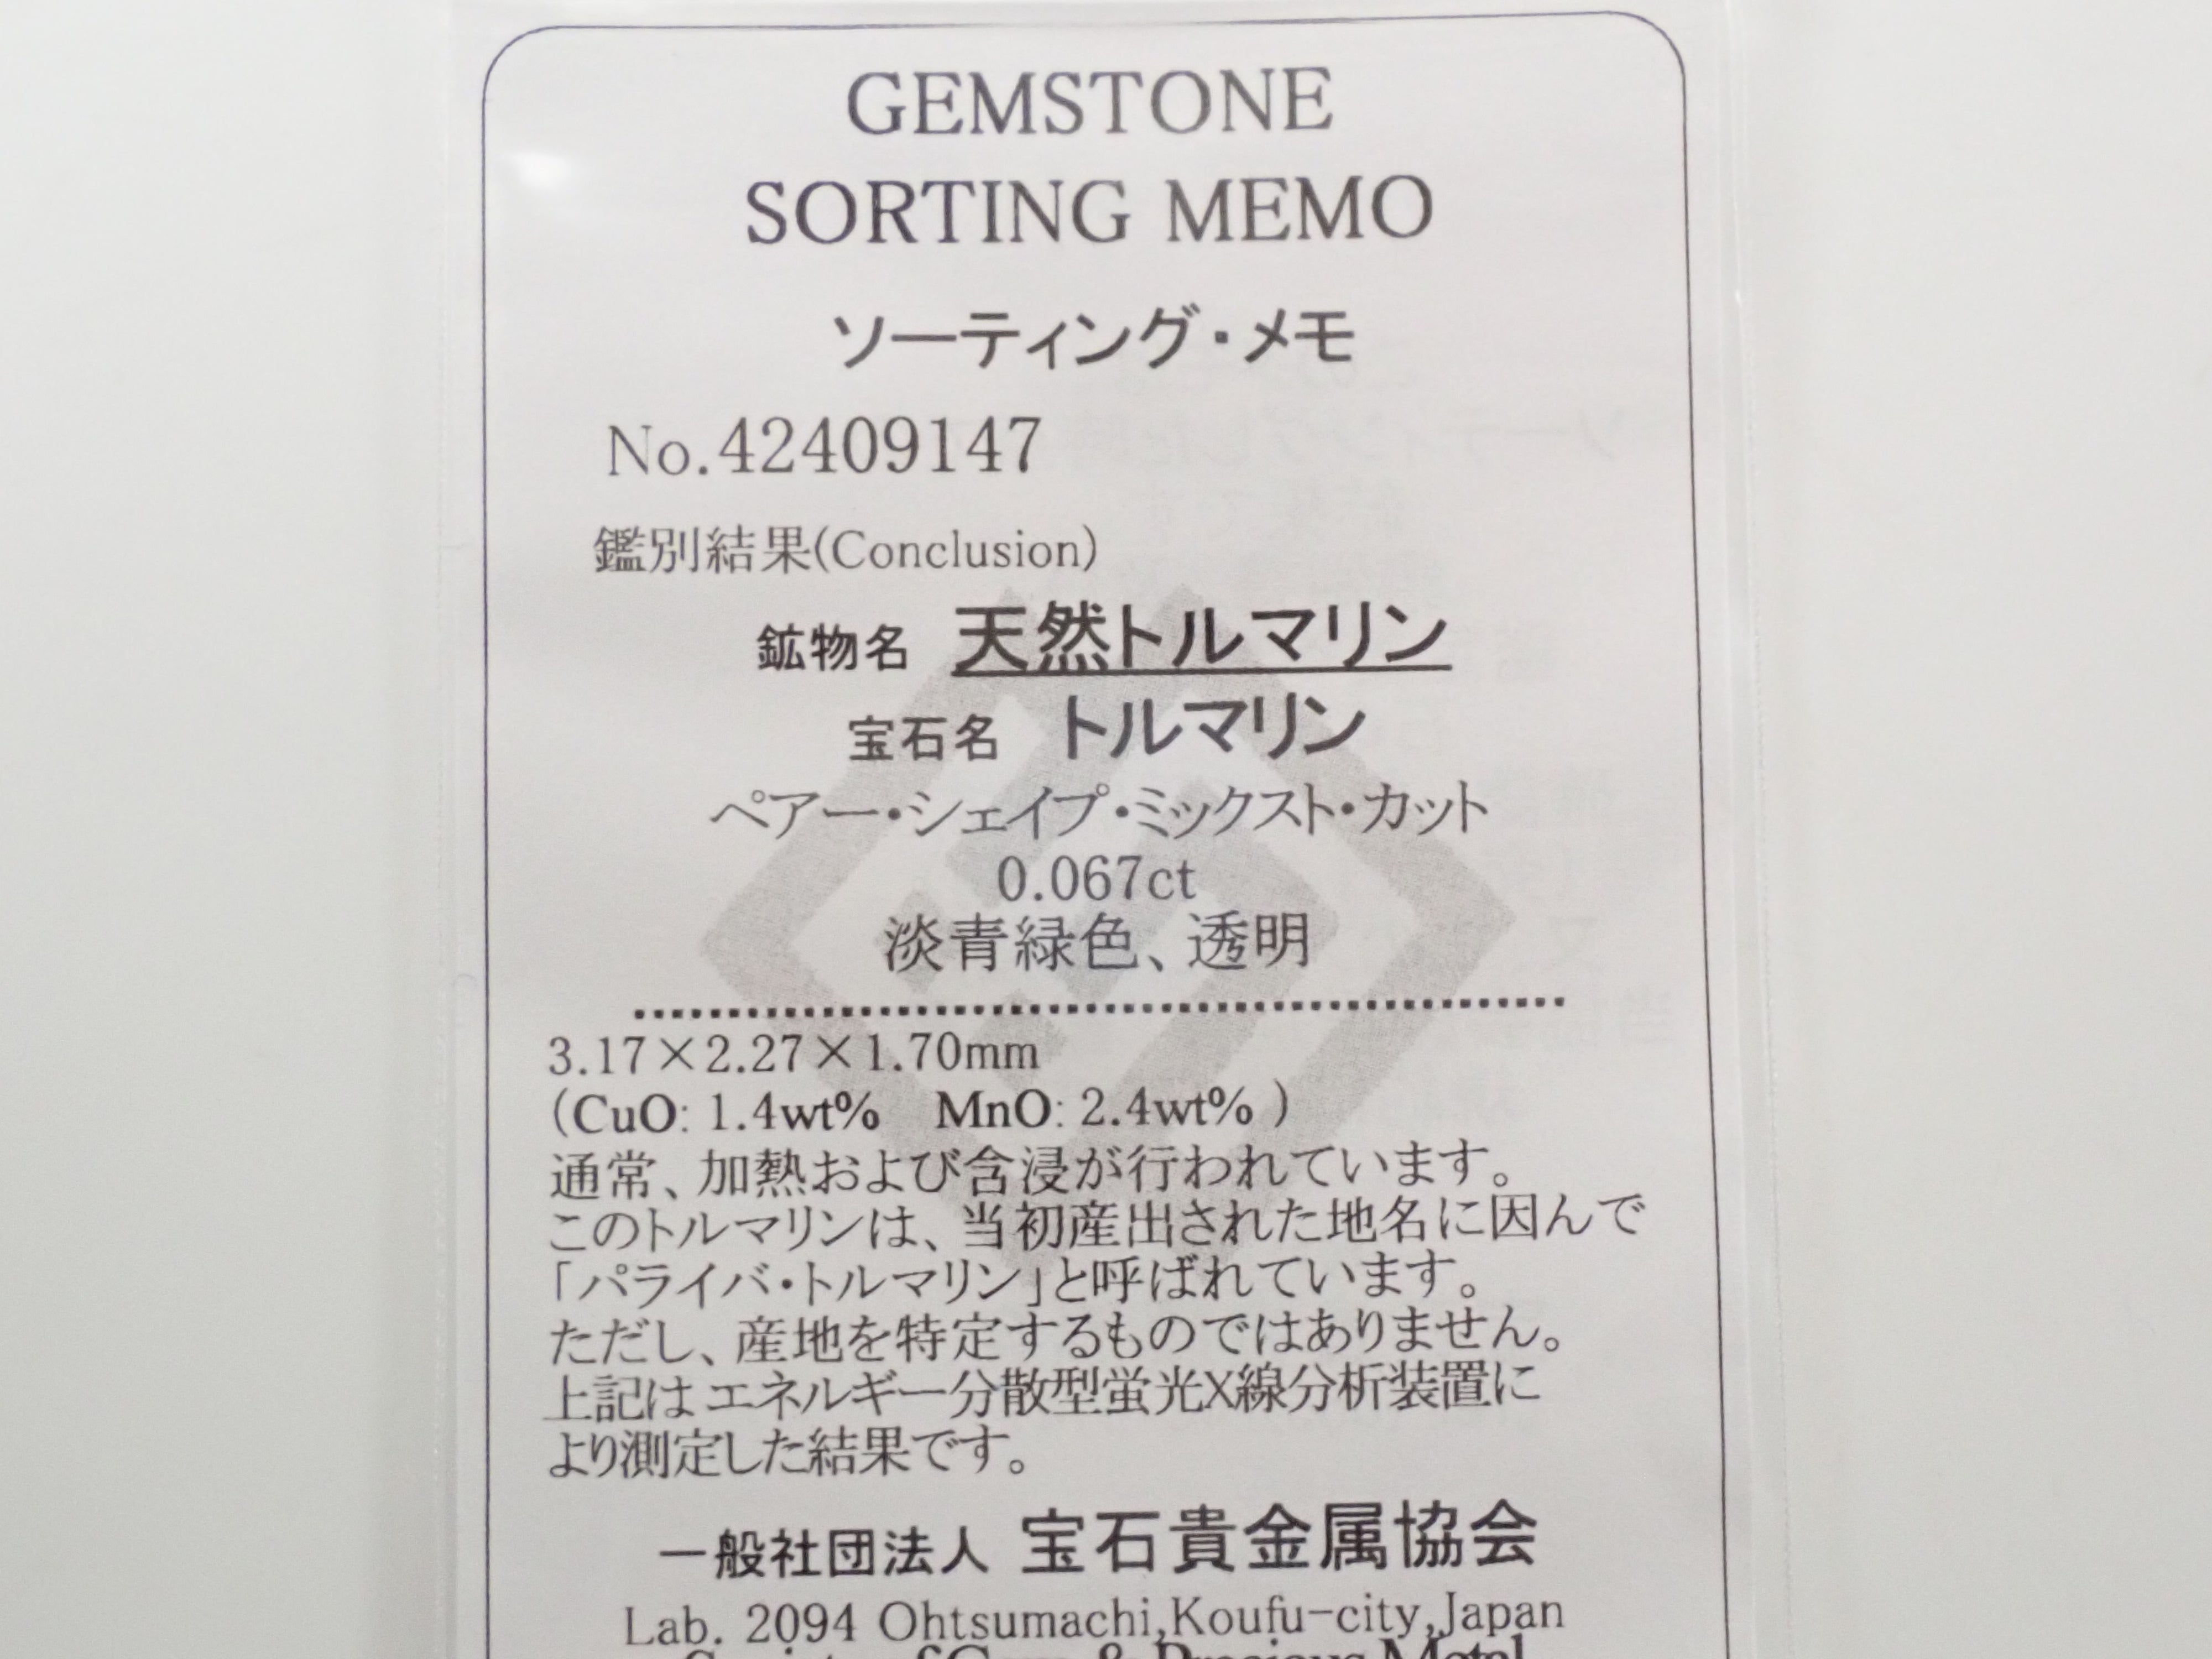 GEMSTONE
SORTING MEMO
ソーティング・メモ
No.42409147
鑑別結果(Conclusion)
鉱物名 天然トルマリン
宝石名 トルマリン
ペアー・シェイプ・ミックスト・カット
0.067ct
淡青緑色、透明
3.17×2.27×1.70mm
(CuO: 1.4wt% MnO: 2.4wt% )
通常、加熱および含浸が行われています。
このトルマリンは、当初産出された地名に因んで
「パライバ・トルマリン」と呼ばれています。
ただし、産地を特定するものではありません。
上記はエネルギー分散型蛍光X線分析装置に
より測定した結果です。
一般社団法人 宝石貴金属協会
Lab. 2094 Ohtsumachi,Koufu-city,Japan